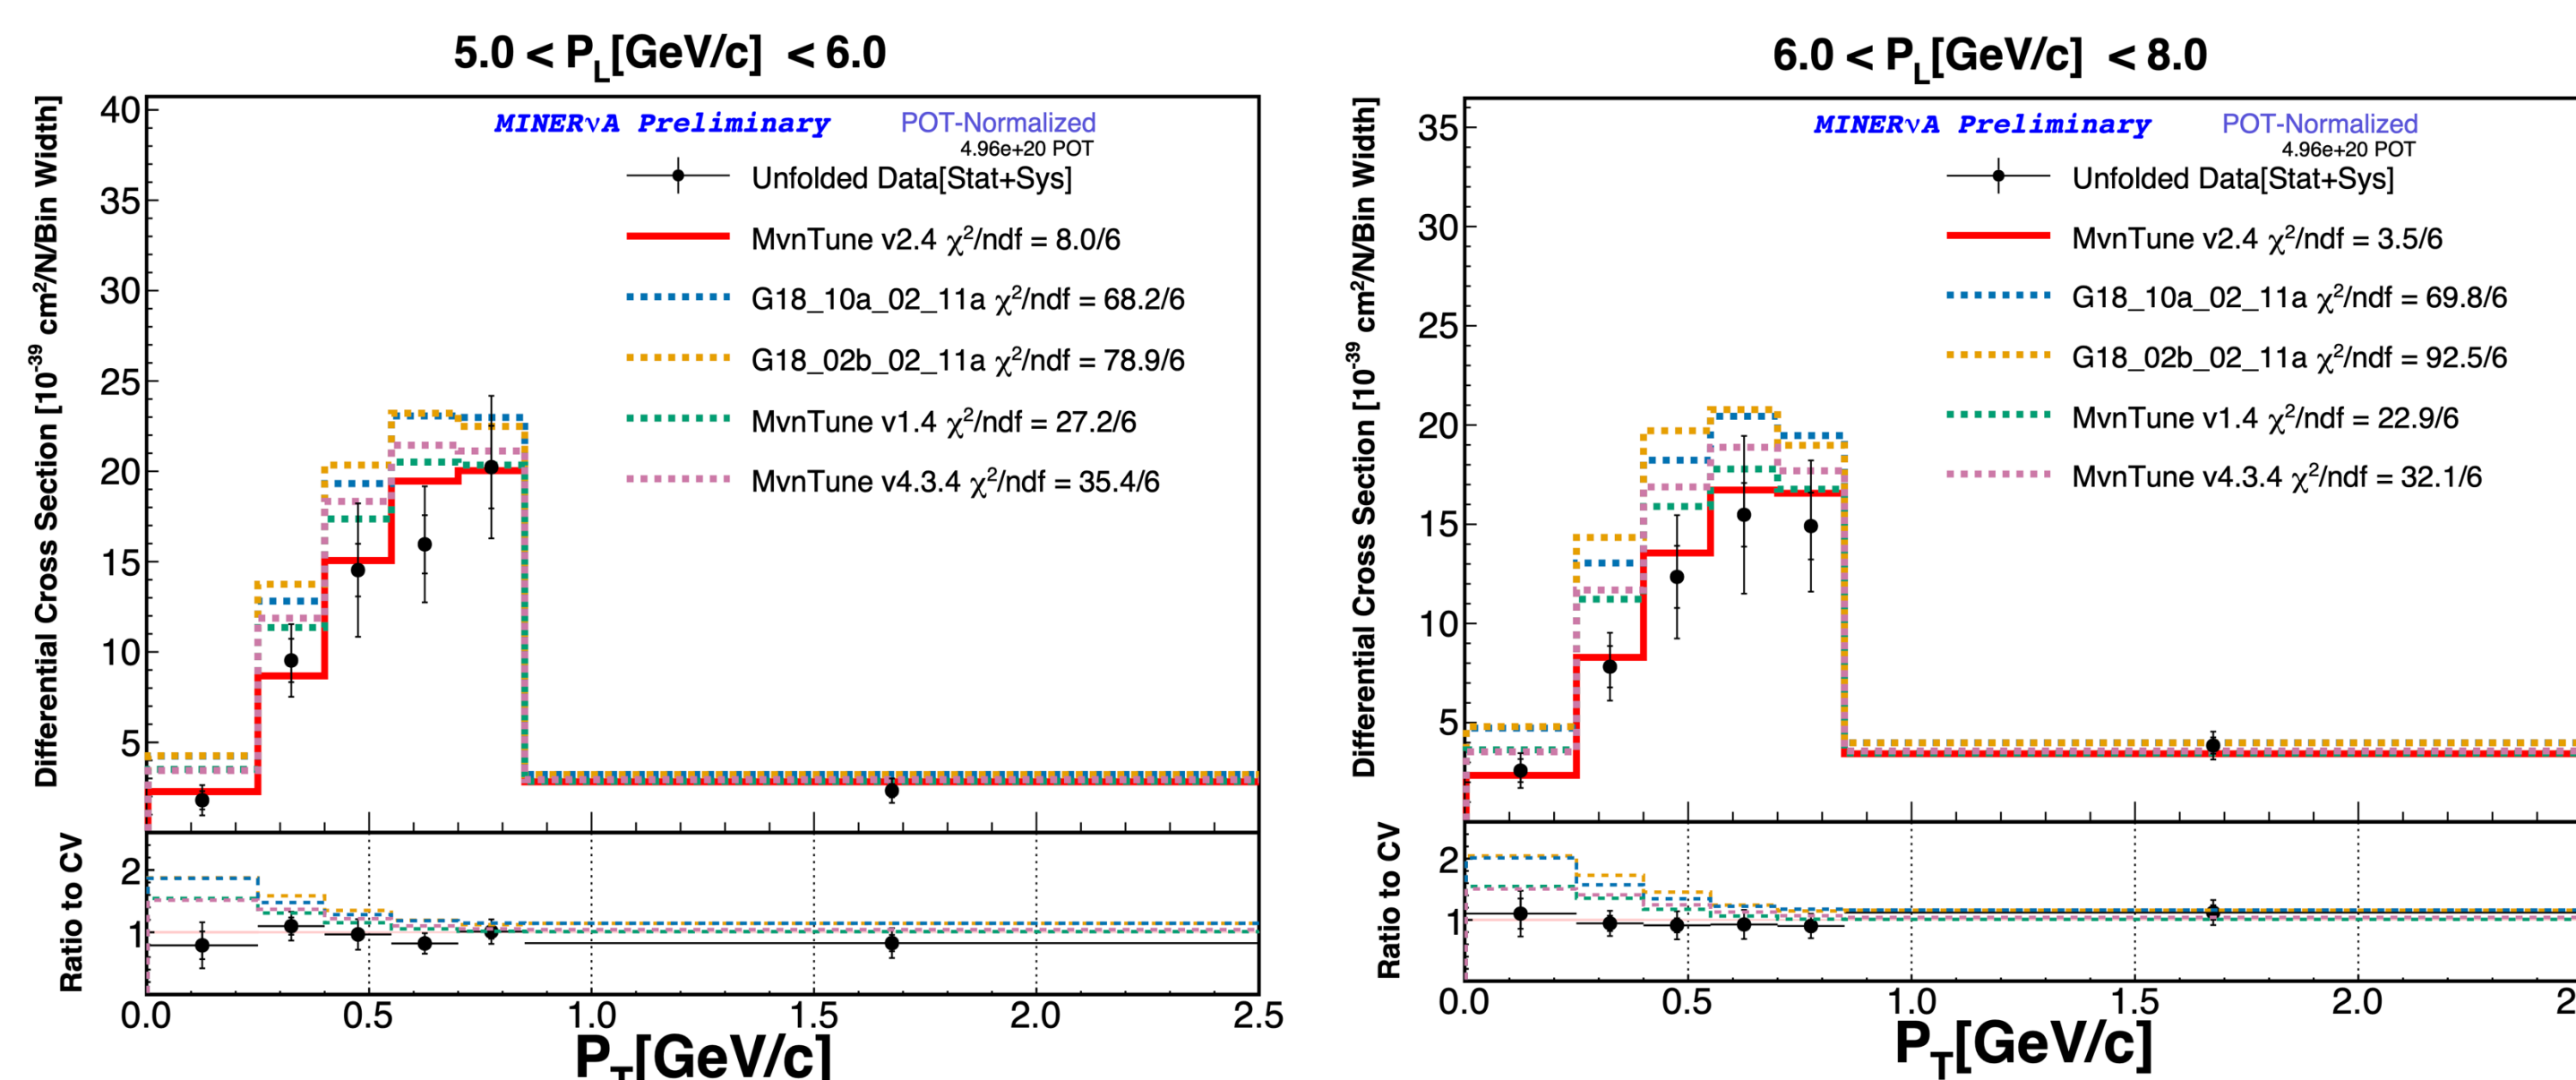 5.0 < P_L[GeV/c] < 6.0
Differential Cross Section [10⁻³⁹ cm²/N/Bin Width]
40
35
30
25
20
15
10
5
MINERνA Preliminary
POT-Normalized
4.96e+20 POT
Unfolded Data[Stat+Sys]
MvnTune v2.4 χ²/ndf = 8.0/6
G18_10a_02_11a χ²/ndf = 68.2/6
G18_02b_02_11a χ²/ndf = 78.9/6
MvnTune v1.4 χ²/ndf = 27.2/6
MvnTune v4.3.4 χ²/ndf = 35.4/6
Ratio to CV
2
1
0.0 0.5 1.0 1.5 2.0 2.5
P_T[GeV/c]
6.0 < P_L[GeV/c] < 8.0
Differential Cross Section [10⁻³⁹ cm²/N/Bin Width]
35
30
25
20
15
10
5
MINERνA Preliminary
POT-Normalized
4.96e+20 POT
Unfolded Data[Stat+Sys]
MvnTune v2.4 χ²/ndf = 3.5/6
G18_10a_02_11a χ²/ndf = 69.8/6
G18_02b_02_11a χ²/ndf = 92.5/6
MvnTune v1.4 χ²/ndf = 22.9/6
MvnTune v4.3.4 χ²/ndf = 32.1/6
Ratio to CV
2
1
0.0 0.5 1.0 1.5 2.0
P_T[GeV/c]